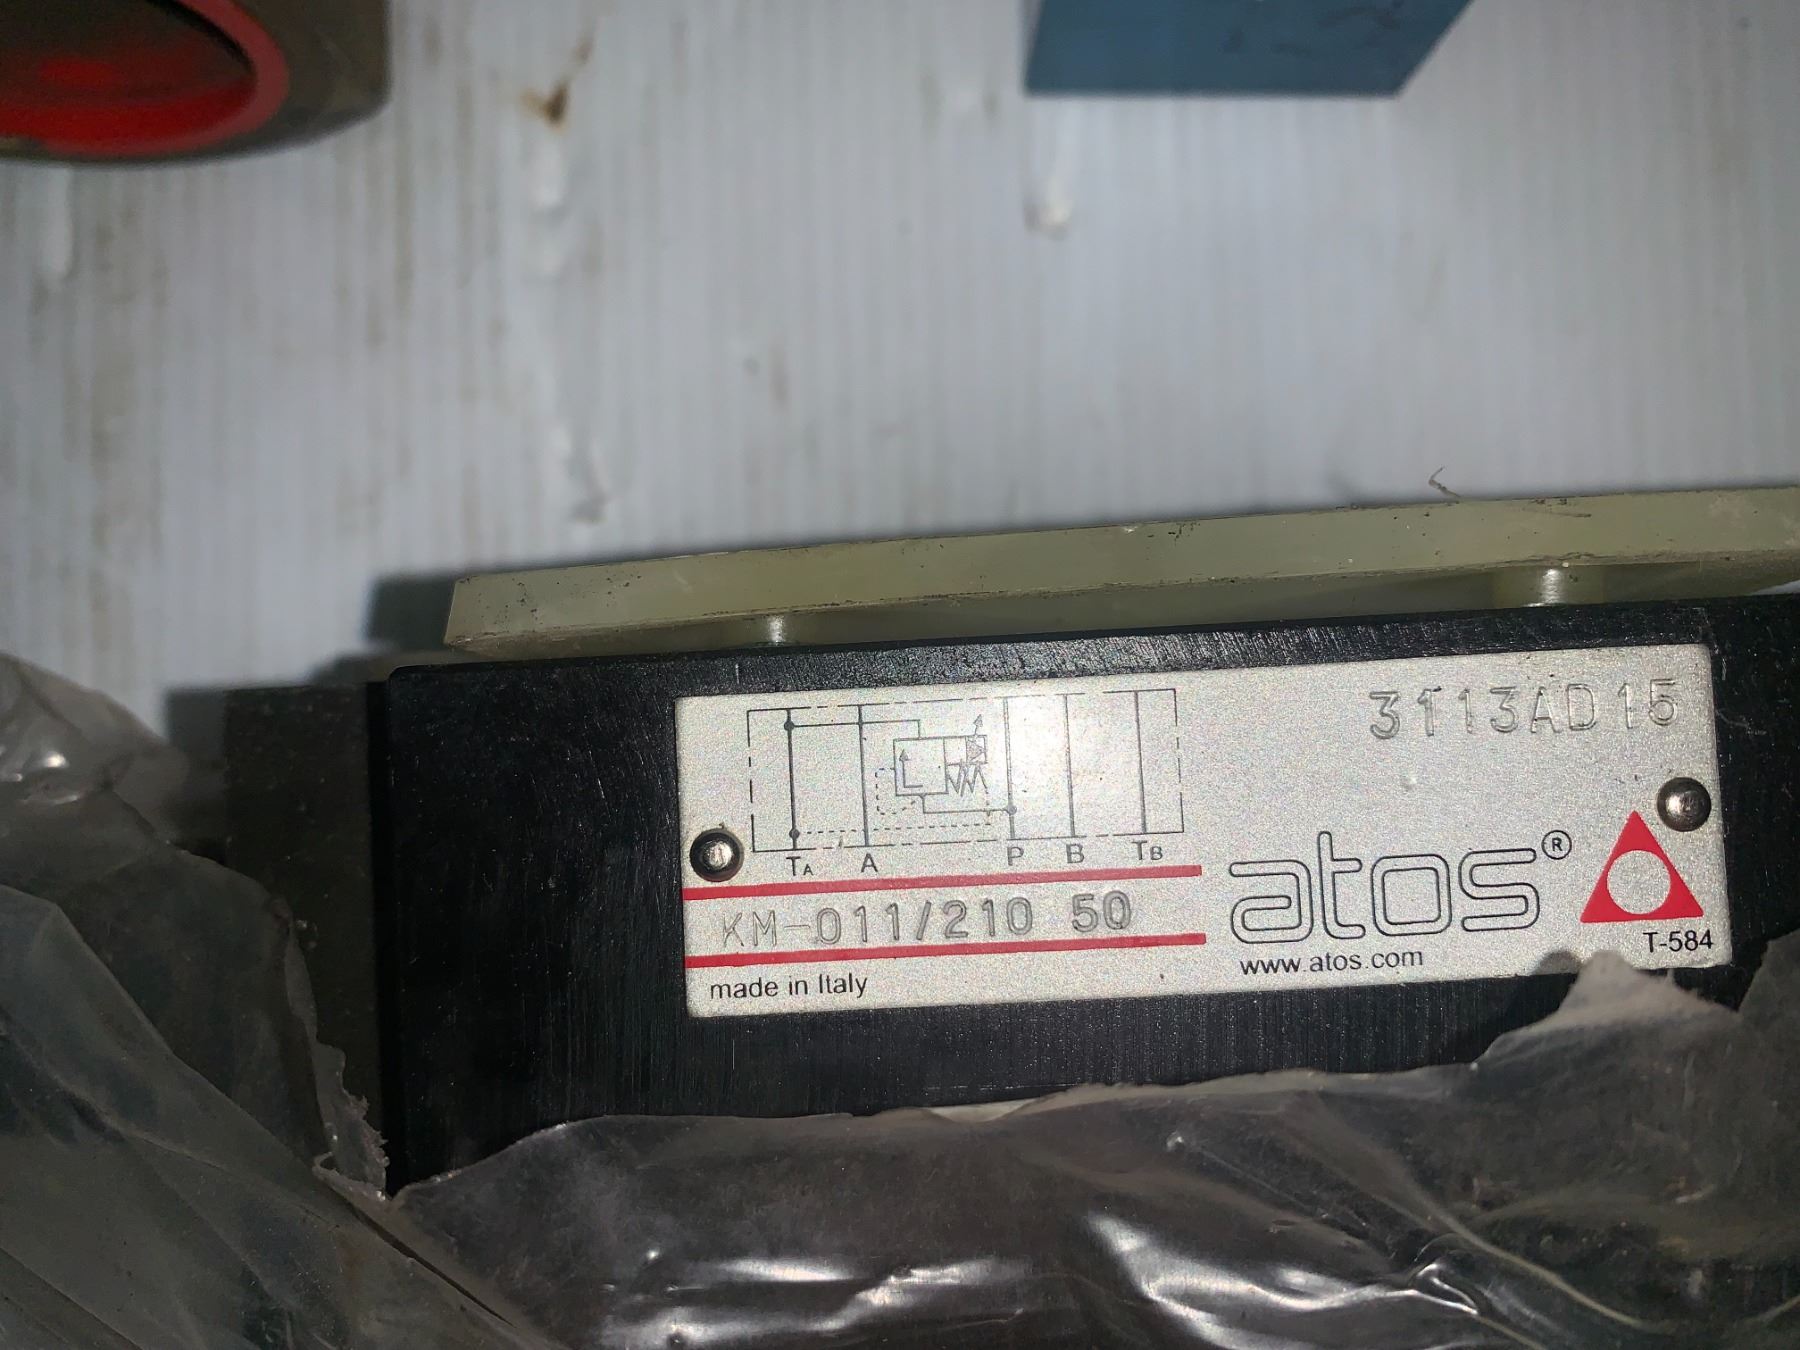 3113AD15
TA A P B TB
KM-011/210 50
atos®
www.atos.com
T-584
made in Italy